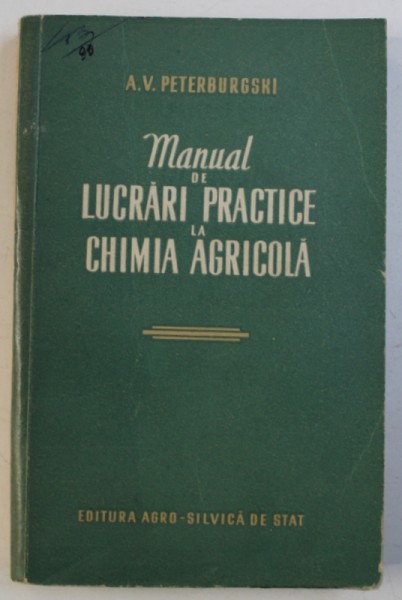 A.V. PETERBURGSKI
Manual
DE
LUCRĂRI PRACTICE
LA
CHIMIA AGRICOLĂ
EDITURA AGRO-SILVICĂ DE STAT